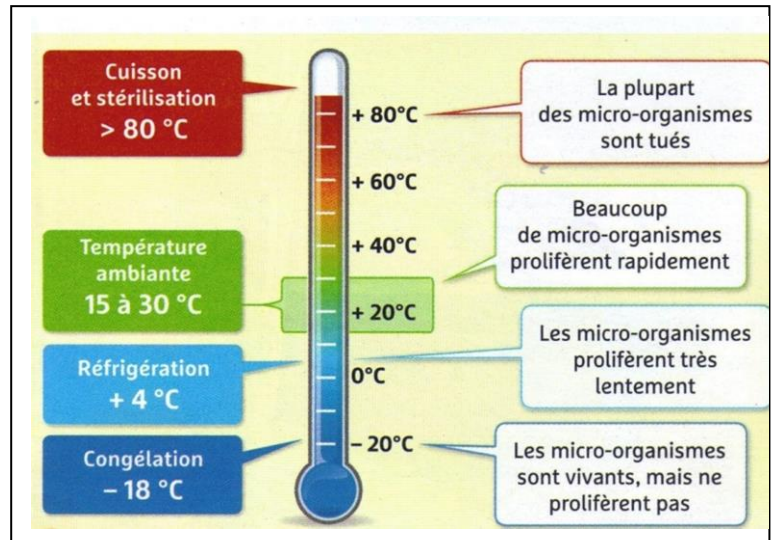 Cuisson
et stérilisation
> 80 °C
La plupart
des micro-organismes
sont tués
+ 80°C
+ 60°C
Beaucoup
de micro-organismes
prolifèrent rapidement
+ 40°C
Température
ambiante
15 à 30 °C
+ 20°C
Les micro-organismes
prolifèrent très
lentement
Réfrigération
+ 4 °C
0°C
Congélation
– 18 °C
– 20°C
Les micro-organismes
sont vivants, mais ne
prolifèrent pas